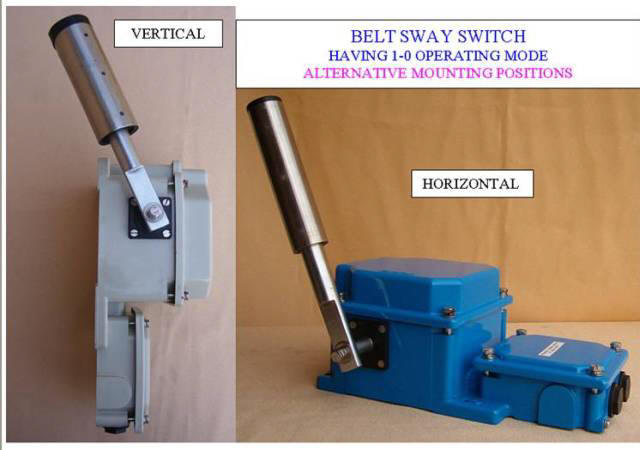 VERTICAL
BELT SWAY SWITCH
HAVING 1-0 OPERATING MODE
ALTERNATIVE MOUNTING POSITIONS
HORIZONTAL